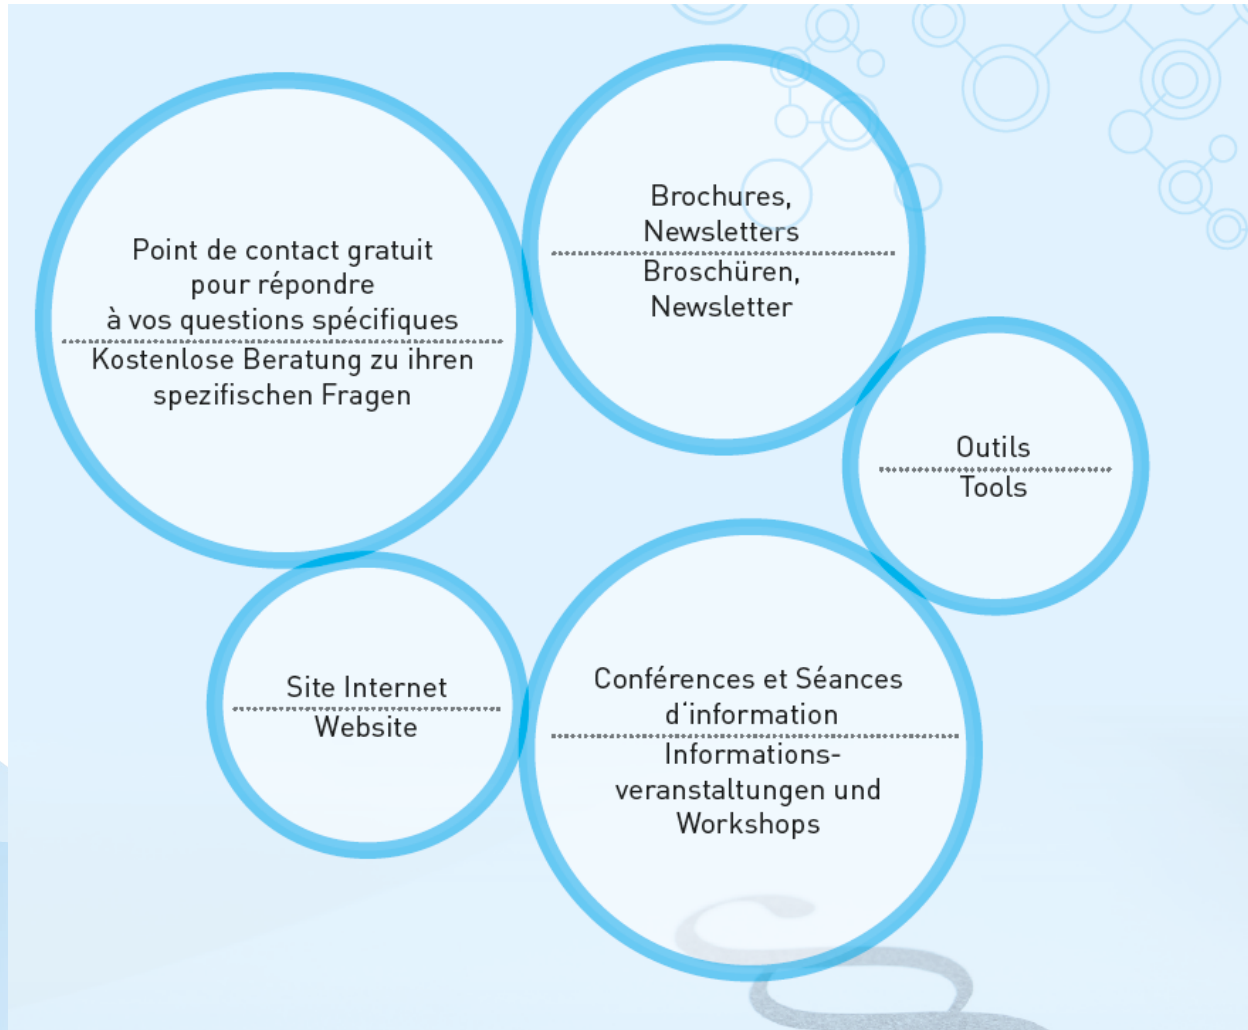 Point de contact gratuit
pour répondre
à vos questions spécifiques
Kostenlose Beratung zu ihren
spezifischen Fragen
Brochures,
Newsletters
Broschüren,
Newsletter
Outils
Tools
Site Internet
Website
Conférences et Séances
d‘information
Informations-
veranstaltungen und
Workshops